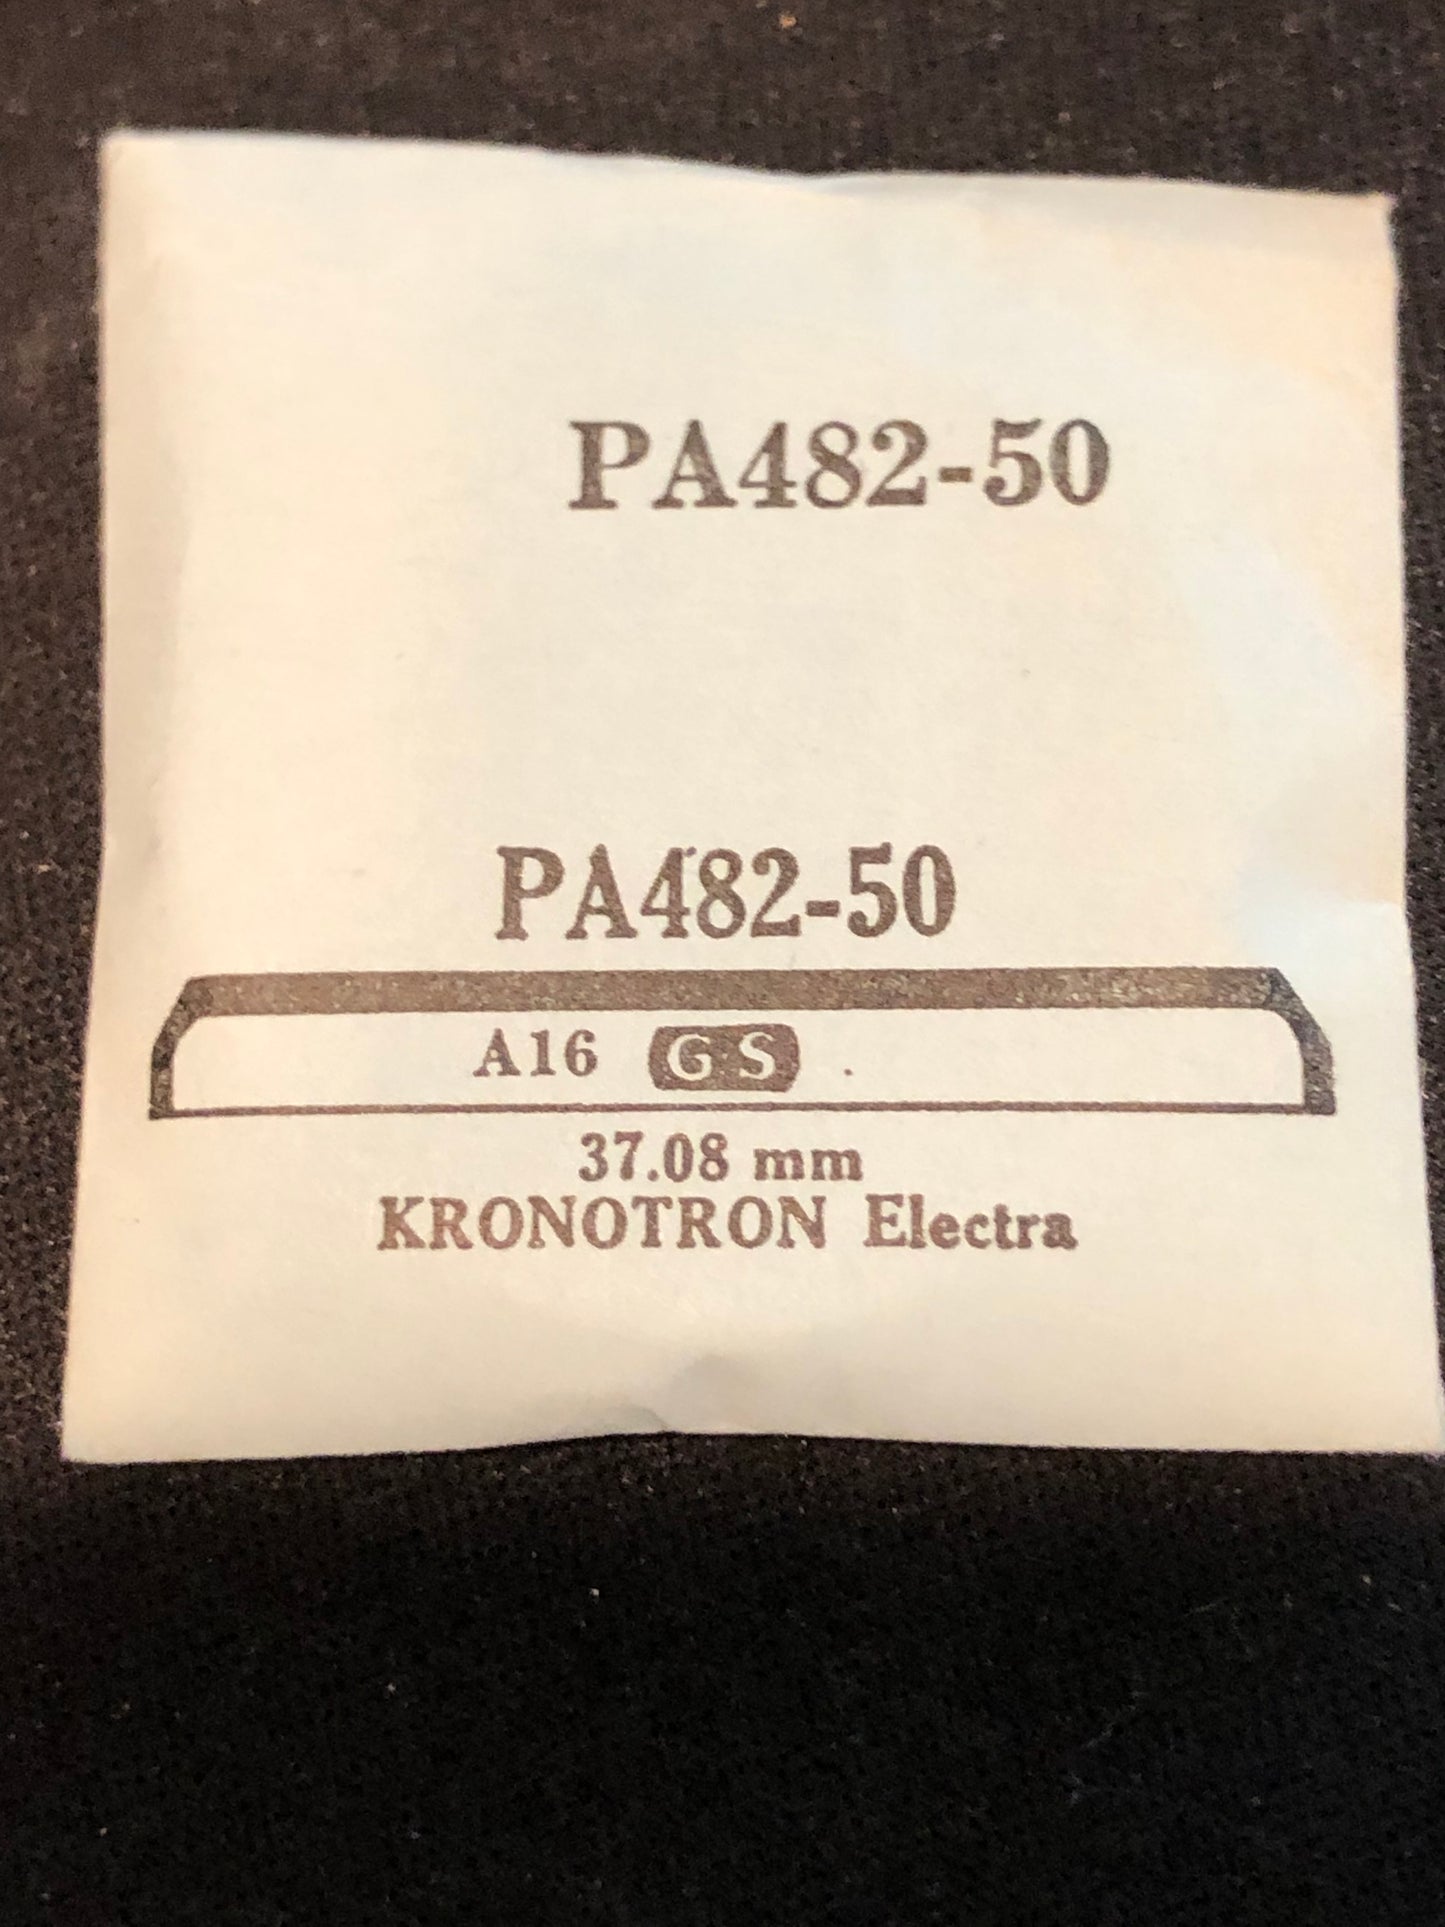 PA482-50
PA482-50
A16 GS
37.08 mm
KRONOTRON Electra